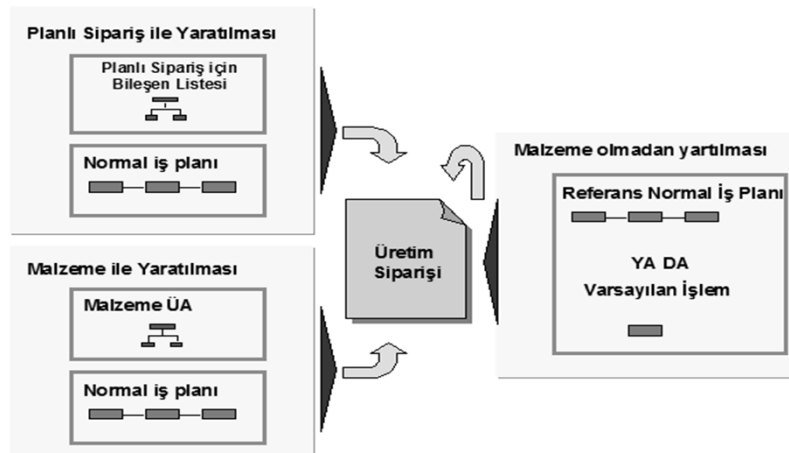 Planlı Sipariş ile Yaratılması
Planlı Sipariş için
Bileşen Listesi
Normal iş planı
Malzeme ile Yaratılması
Malzeme ÜA
Normal iş planı
Üretim
Siparişi
Malzeme olmadan yartılması
Referans Normal İş Planı
YA DA
Varsayılan İşlem